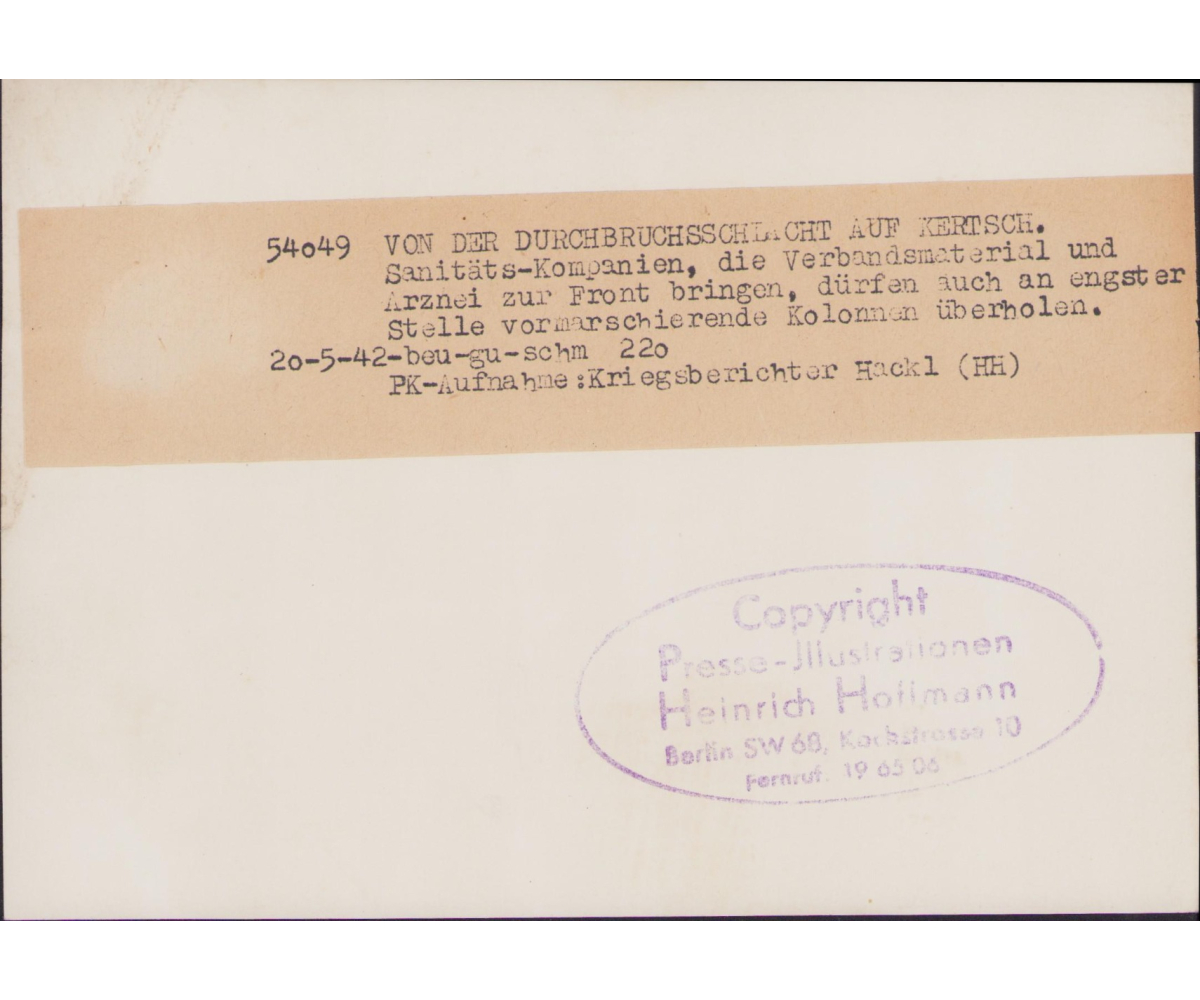 54o49 VON DER DURCHBRUCHSSCHLACHT AUF KERTSCH.
Sanitäts-Kompanien, die Verbandsmaterial und
Arznei zur Front bringen, dürfen auch an engster
Stelle vormarschierende Kolonnen überholen.
2o-5-42-beu-gu-schm 22o
PK-Aufnahme:Kriegsberichter Hackl (HH)
Copyright
Presse-Jllustrationen
Heinrich Hoffmann
Berlin SW 68, Kochstrasse 10
Fernruf: 19 65 06